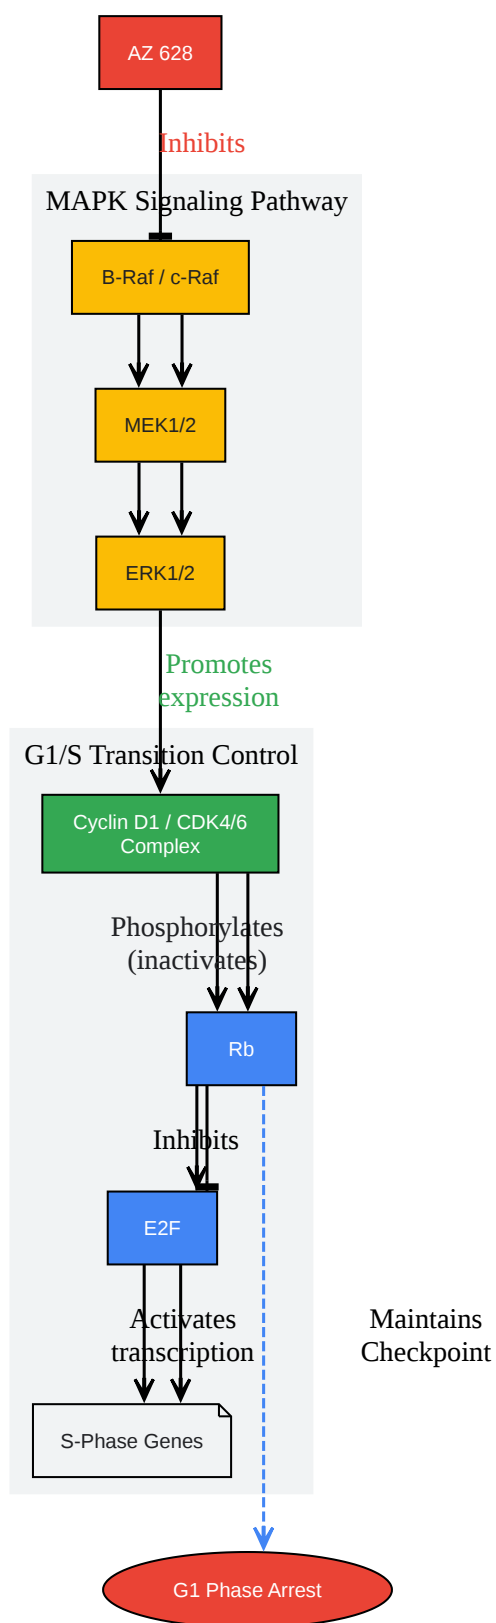 AZ 628
Inhibits
MAPK Signaling Pathway
B-Raf / c-Raf
MEK1/2
ERK1/2
Promotes
expression
G1/S Transition Control
Cyclin D1 / CDK4/6
Complex
Phosphorylates
(inactivates)
Rb
Inhibits
E2F
Activates
transcription
Maintains
Checkpoint
S-Phase Genes
G1 Phase Arrest